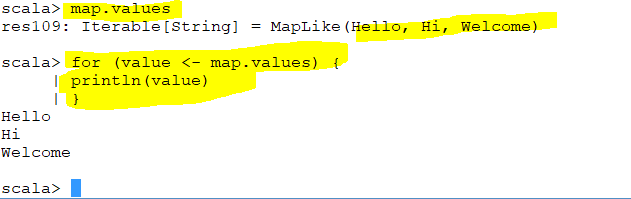 scala> map.values
res109: Iterable[String] = MapLike(Hello, Hi, Welcome)
scala> for (value <- map.values) {
| println(value)
| }
Hello
Hi
Welcome
scala>